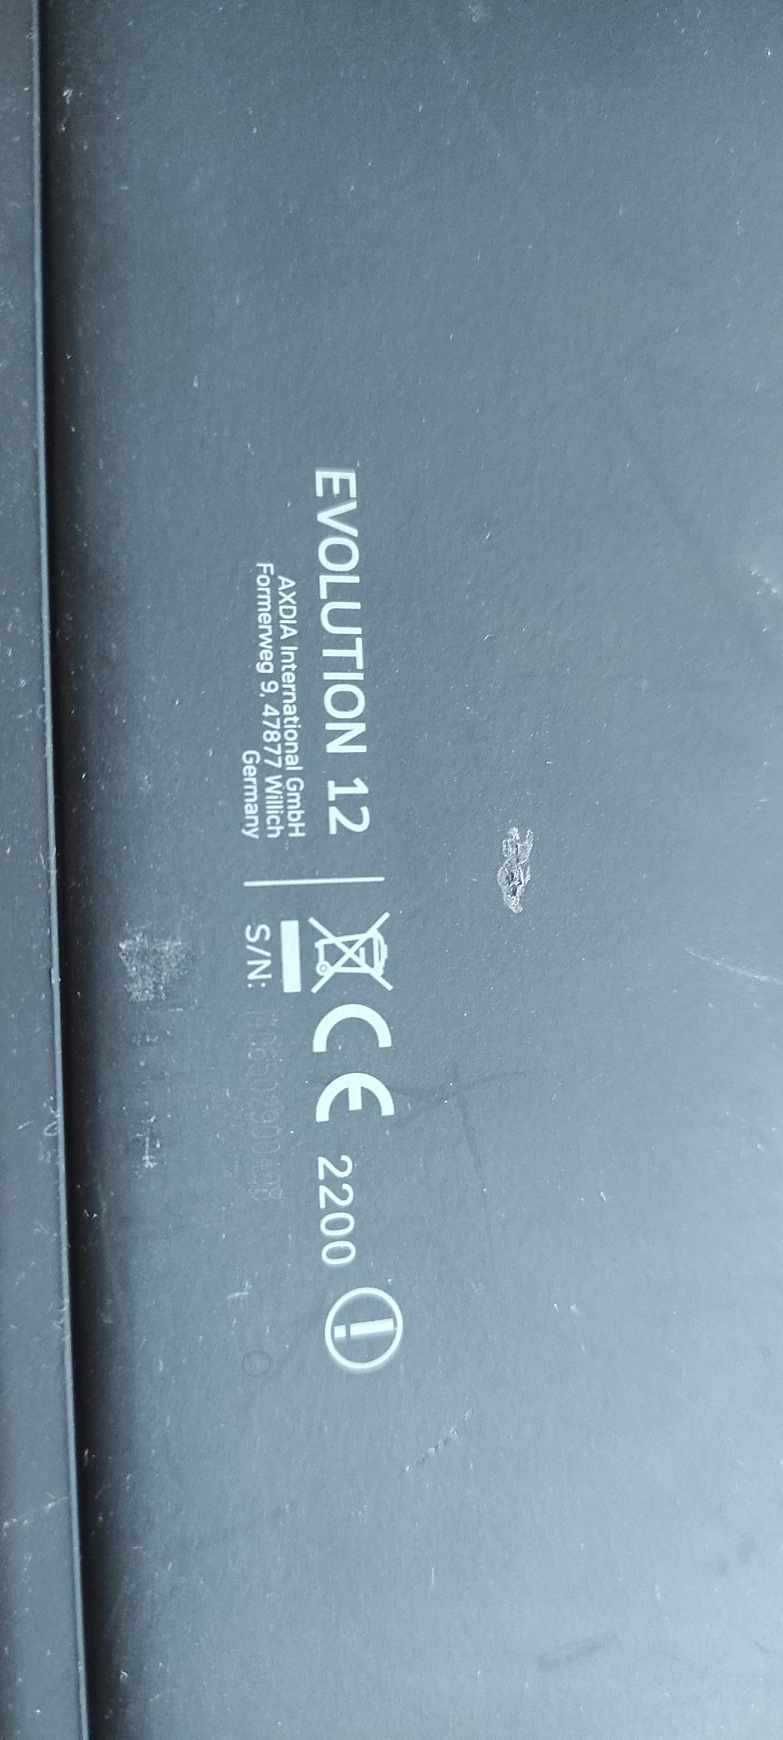 EVOLUTION 12
AXDIA International GmbH
Formerweg 9, 47877 Willich
Germany
CE 2200
S/N: